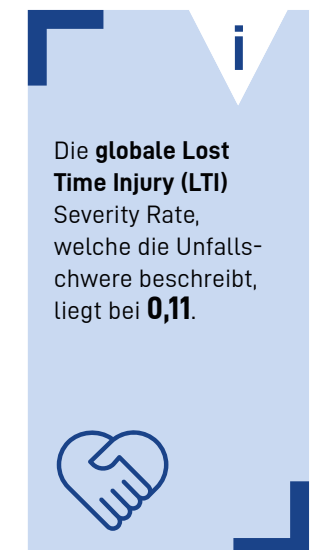 i
Die globale Lost
Time Injury (LTI)
Severity Rate,
welche die Unfalls-
chwere beschreibt,
liegt bei 0,11.